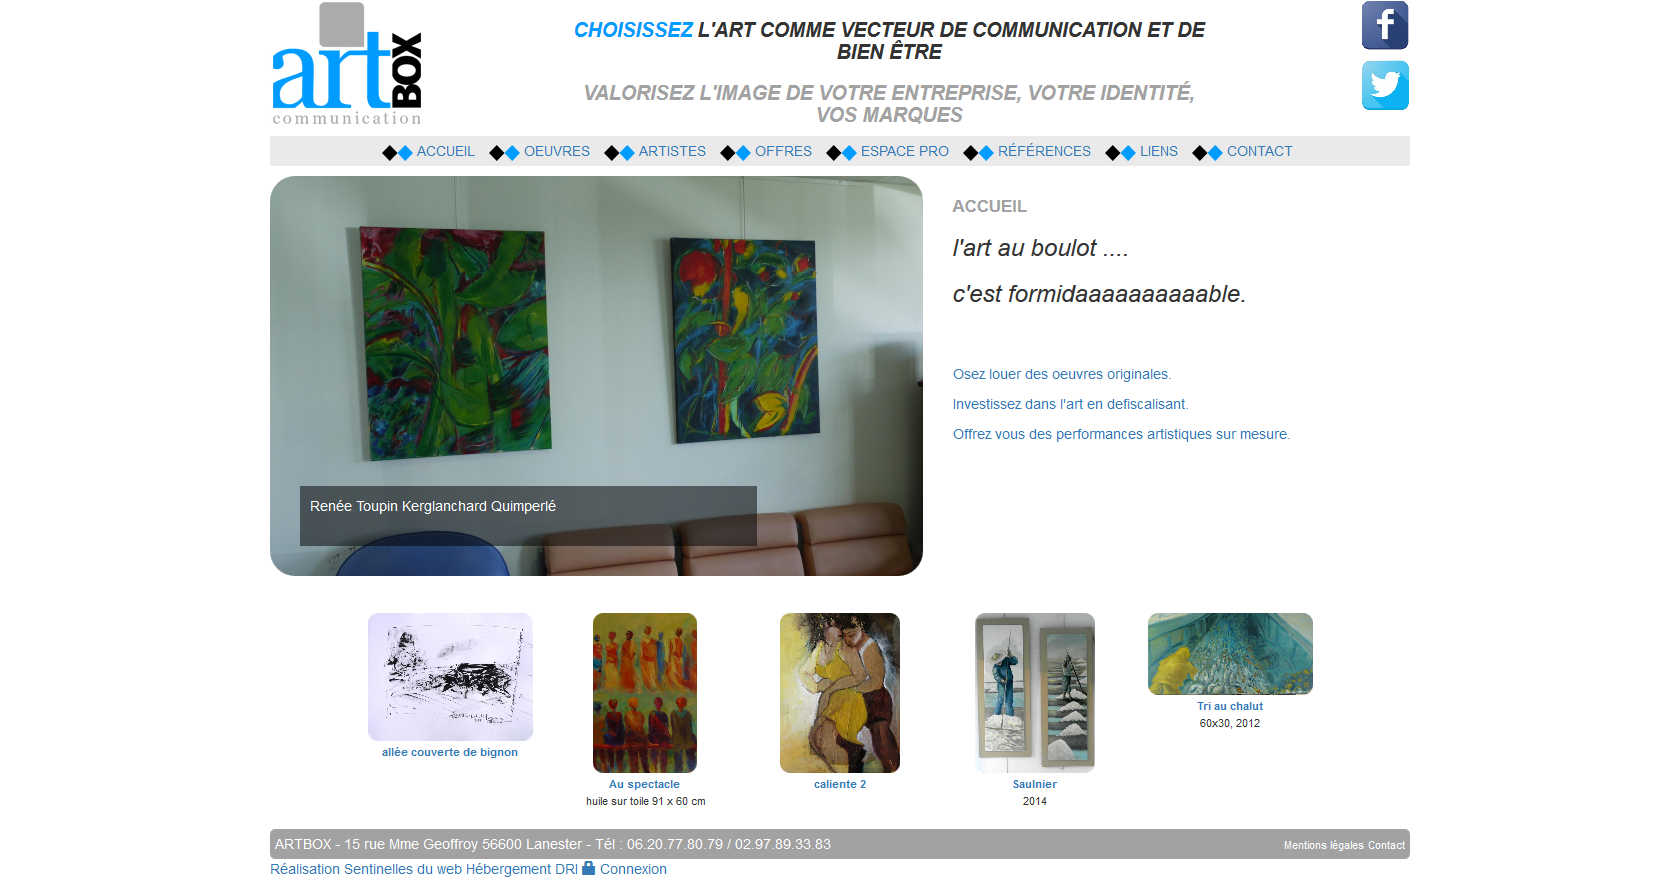 art BOX
communication
CHOISISSEZ L'ART COMME VECTEUR DE COMMUNICATION ET DE
BIEN ÊTRE
VALORISEZ L'IMAGE DE VOTRE ENTREPRISE, VOTRE IDENTITÉ,
VOS MARQUES
ACCUEIL OEUVRES ARTISTES OFFRES ESPACE PRO RÉFÉRENCES LIENS CONTACT
Renée Toupin Kerglanchard Quimperlé
ACCUEIL
l'art au boulot ....
c'est formidaaaaaaaaaable.
Osez louer des oeuvres originales.
Investissez dans l'art en defiscalisant.
Offrez vous des performances artistiques sur mesure.
allée couverte de bignon
Au spectacle
huile sur toile 91 x 60 cm
caliente 2
Saulnier
2014
Tri au chalut
60x30, 2012
ARTBOX - 15 rue Mme Geoffroy 56600 Lanester - Tél : 06.20.77.80.79 / 02.97.89.33.83
Mentions légales Contact
Réalisation Sentinelles du web Hébergement DRI Connexion